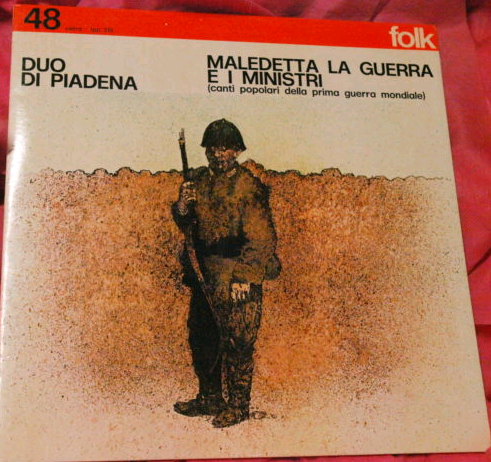 48
folk
DUO
DI PIADENA
MALEDETTA LA GUERRA
E I MINISTRI
(canti popolari della prima guerra mondiale)